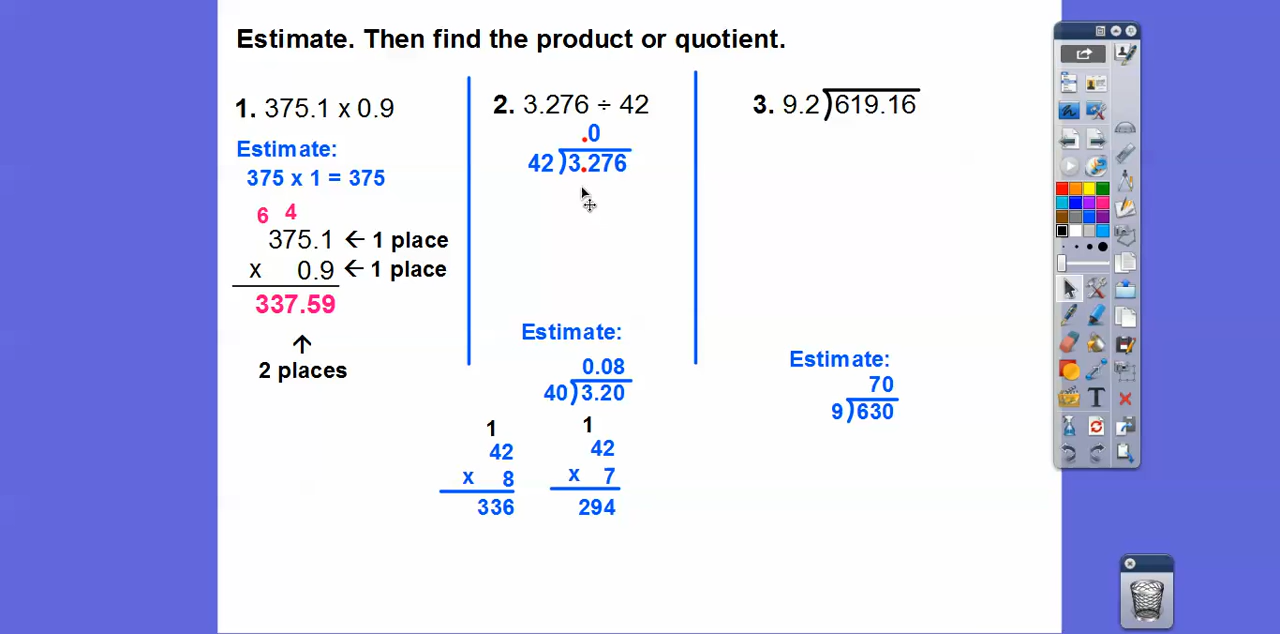 Estimate. Then find the product or quotient.
1. 375.1 x 0.9
Estimate:
375 x 1 = 375
6 4
375.1 ← 1 place
x 0.9 ← 1 place
337.59
↑
2 places
2. 3.276 ÷ 42
.0
42)3.276
Estimate:
0.08
40)3.20
1
42
x 8
336
1
42
x 7
294
3. 9.2)619.16
Estimate:
70
9)630
T